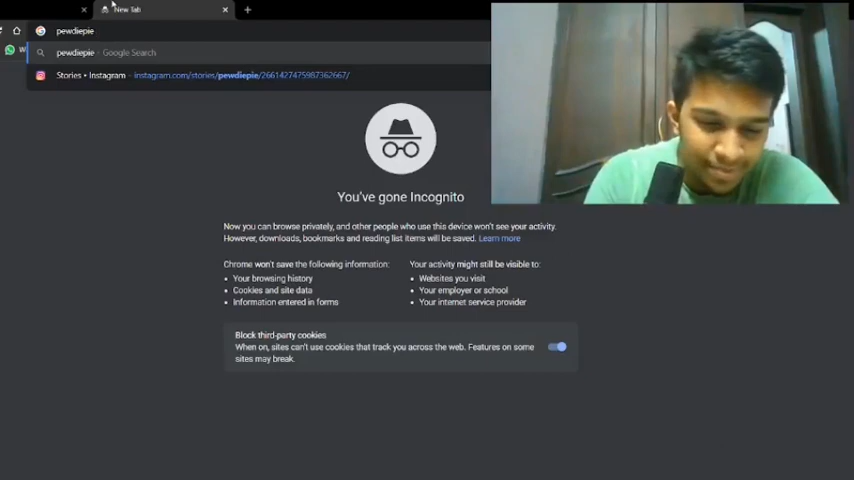 New Tab
pewdiepie
pewdiepie - Google Search
Stories • Instagram - instagram.com/stories/pewdiepie/2661427475987362667/
You've gone Incognito
Now you can browse privately, and other people who use this device won't see your activity.
However, downloads, bookmarks and reading list items will be saved. Learn more
Chrome won't save the following information:
• Your browsing history
• Cookies and site data
• Information entered in forms
Your activity might still be visible to:
• Websites you visit
• Your employer or school
• Your internet service provider
Block third-party cookies
When on, sites can't use cookies that track you across the web. Features on some
sites may break.